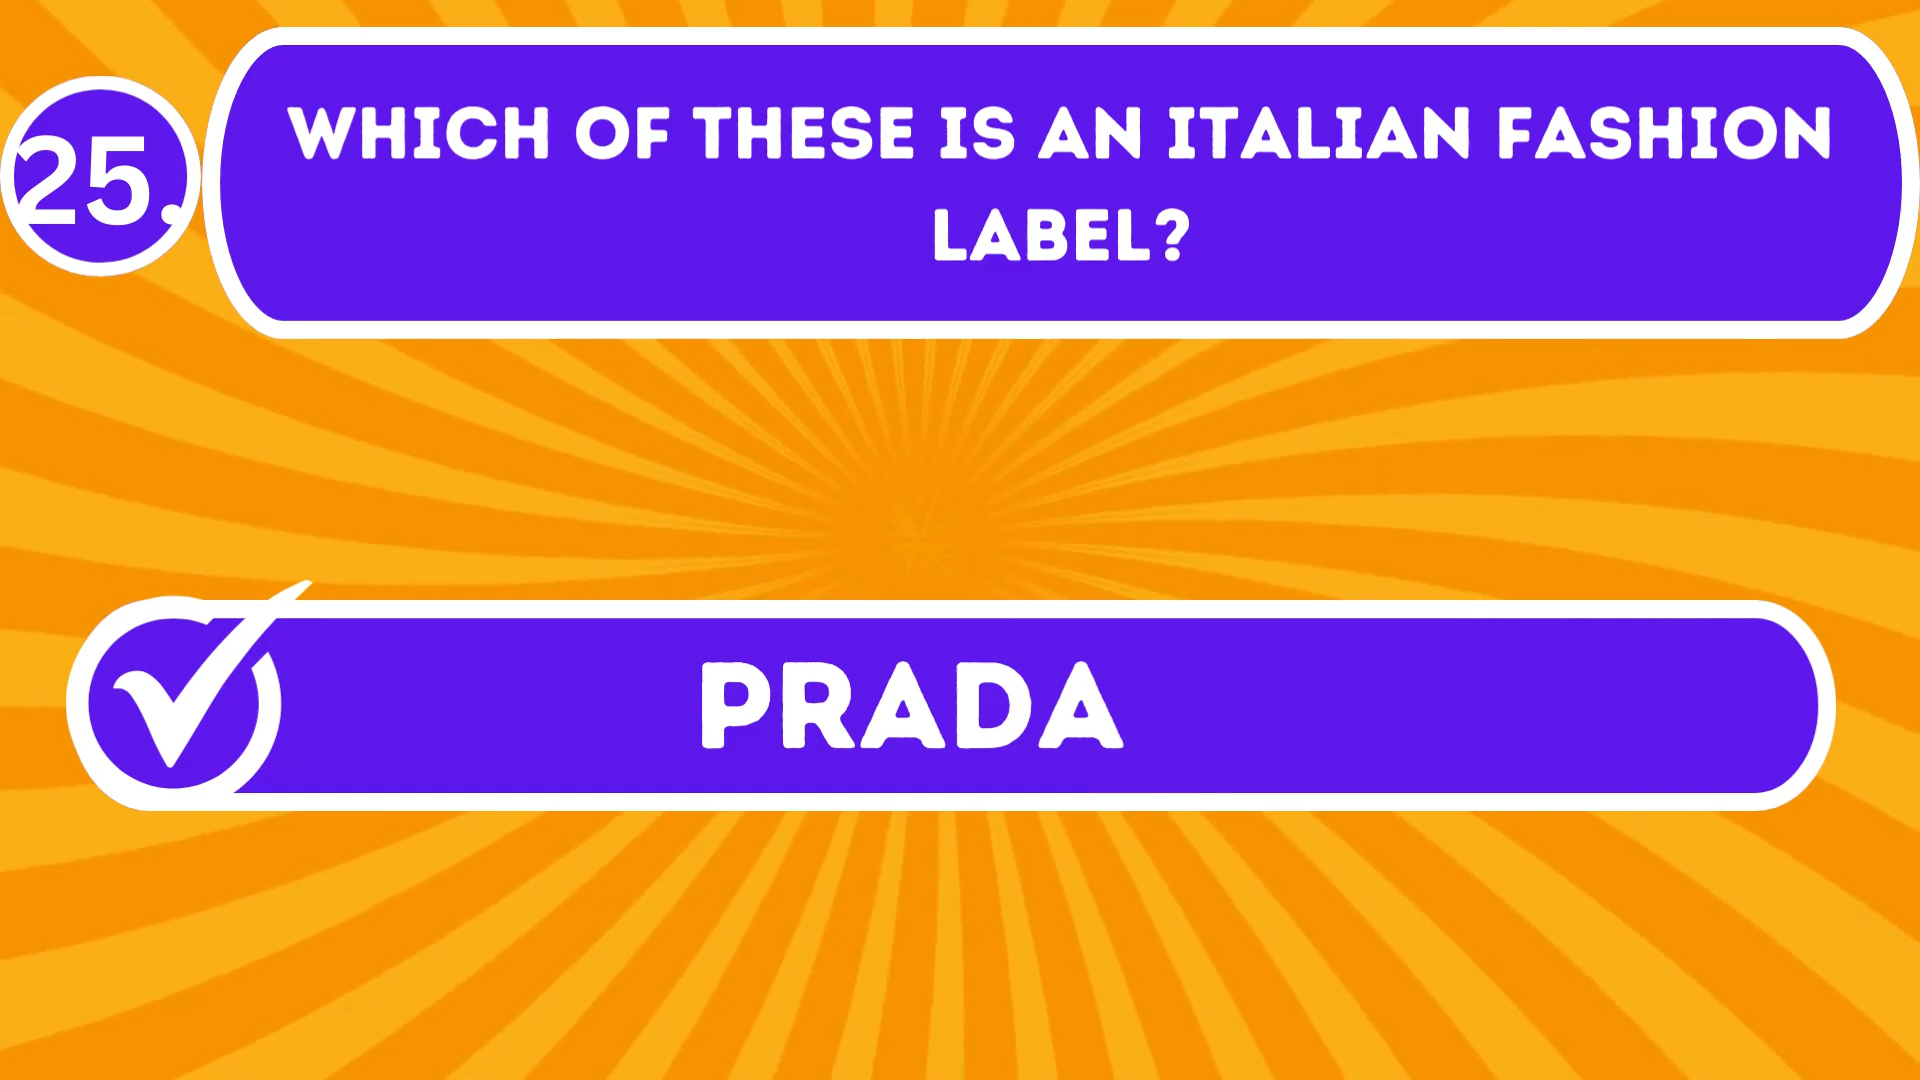 25.
WHICH OF THESE IS AN ITALIAN FASHION
LABEL?
PRADA